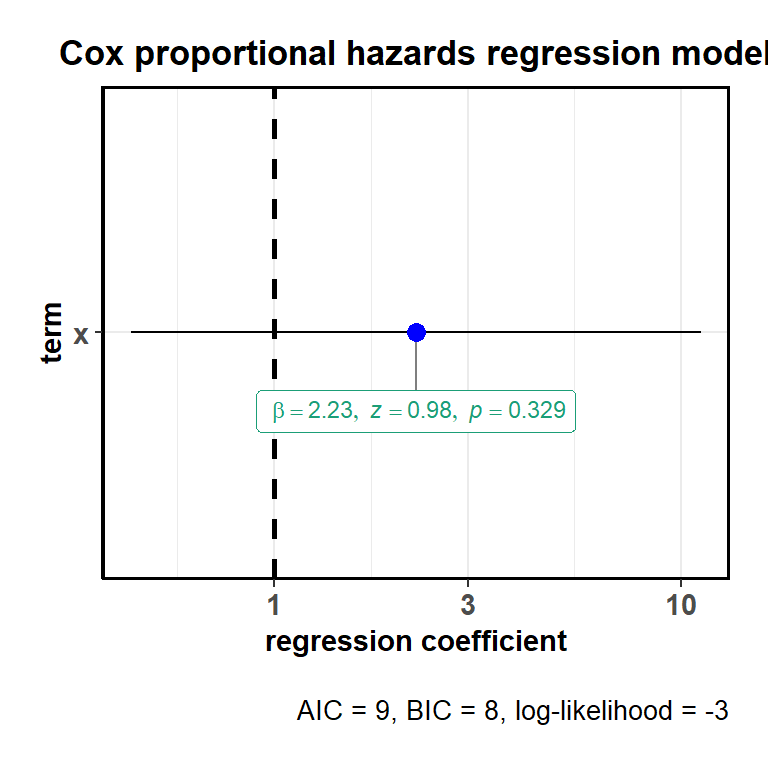 Cox proportional hazards regression model
term
x
β = 2.23, z = 0.98, p = 0.329
1 3 10
regression coefficient
AIC = 9, BIC = 8, log-likelihood = -3